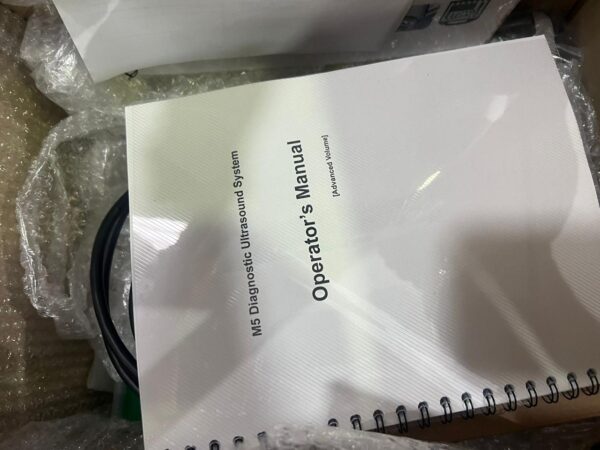 M5 Diagnostic Ultrasound System
Operator's Manual
[Advanced Volume]